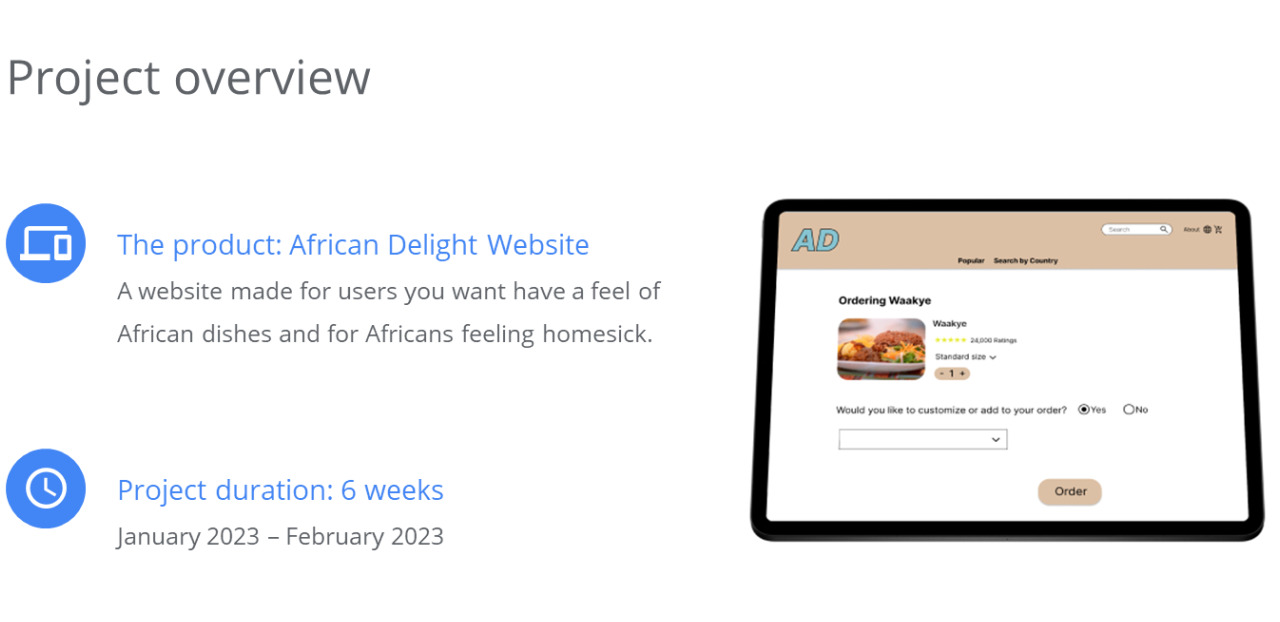 Project overview
The product: African Delight Website
A website made for users you want have a feel of
African dishes and for Africans feeling homesick.
Project duration: 6 weeks
January 2023 – February 2023
AD
Search
About
Popular Search by Country
Ordering Waakye
Waakye
24,000 Ratings
Standard size
- 1 +
Would you like to customize or add to your order? Yes No
Order